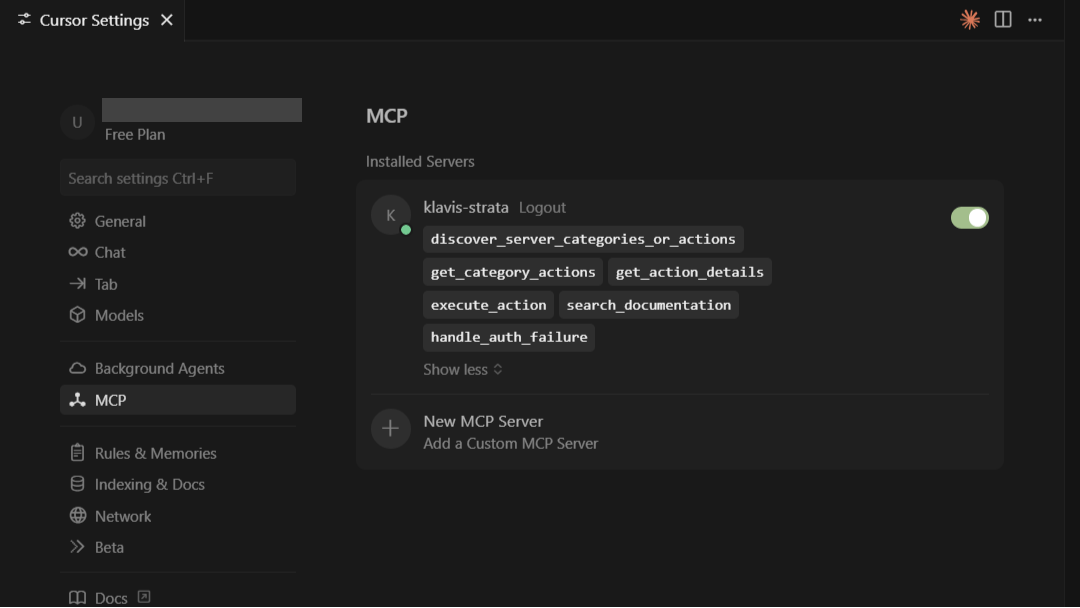 Cursor Settings
U
Free Plan
Search settings Ctrl+F
General
Chat
Tab
Models
Background Agents
MCP
Rules & Memories
Indexing & Docs
Network
Beta
Docs
MCP
Installed Servers
K
klavis-strata Logout
discover_server_categories_or_actions
get_category_actions get_action_details
execute_action search_documentation
handle_auth_failure
Show less
New MCP Server
Add a Custom MCP Server